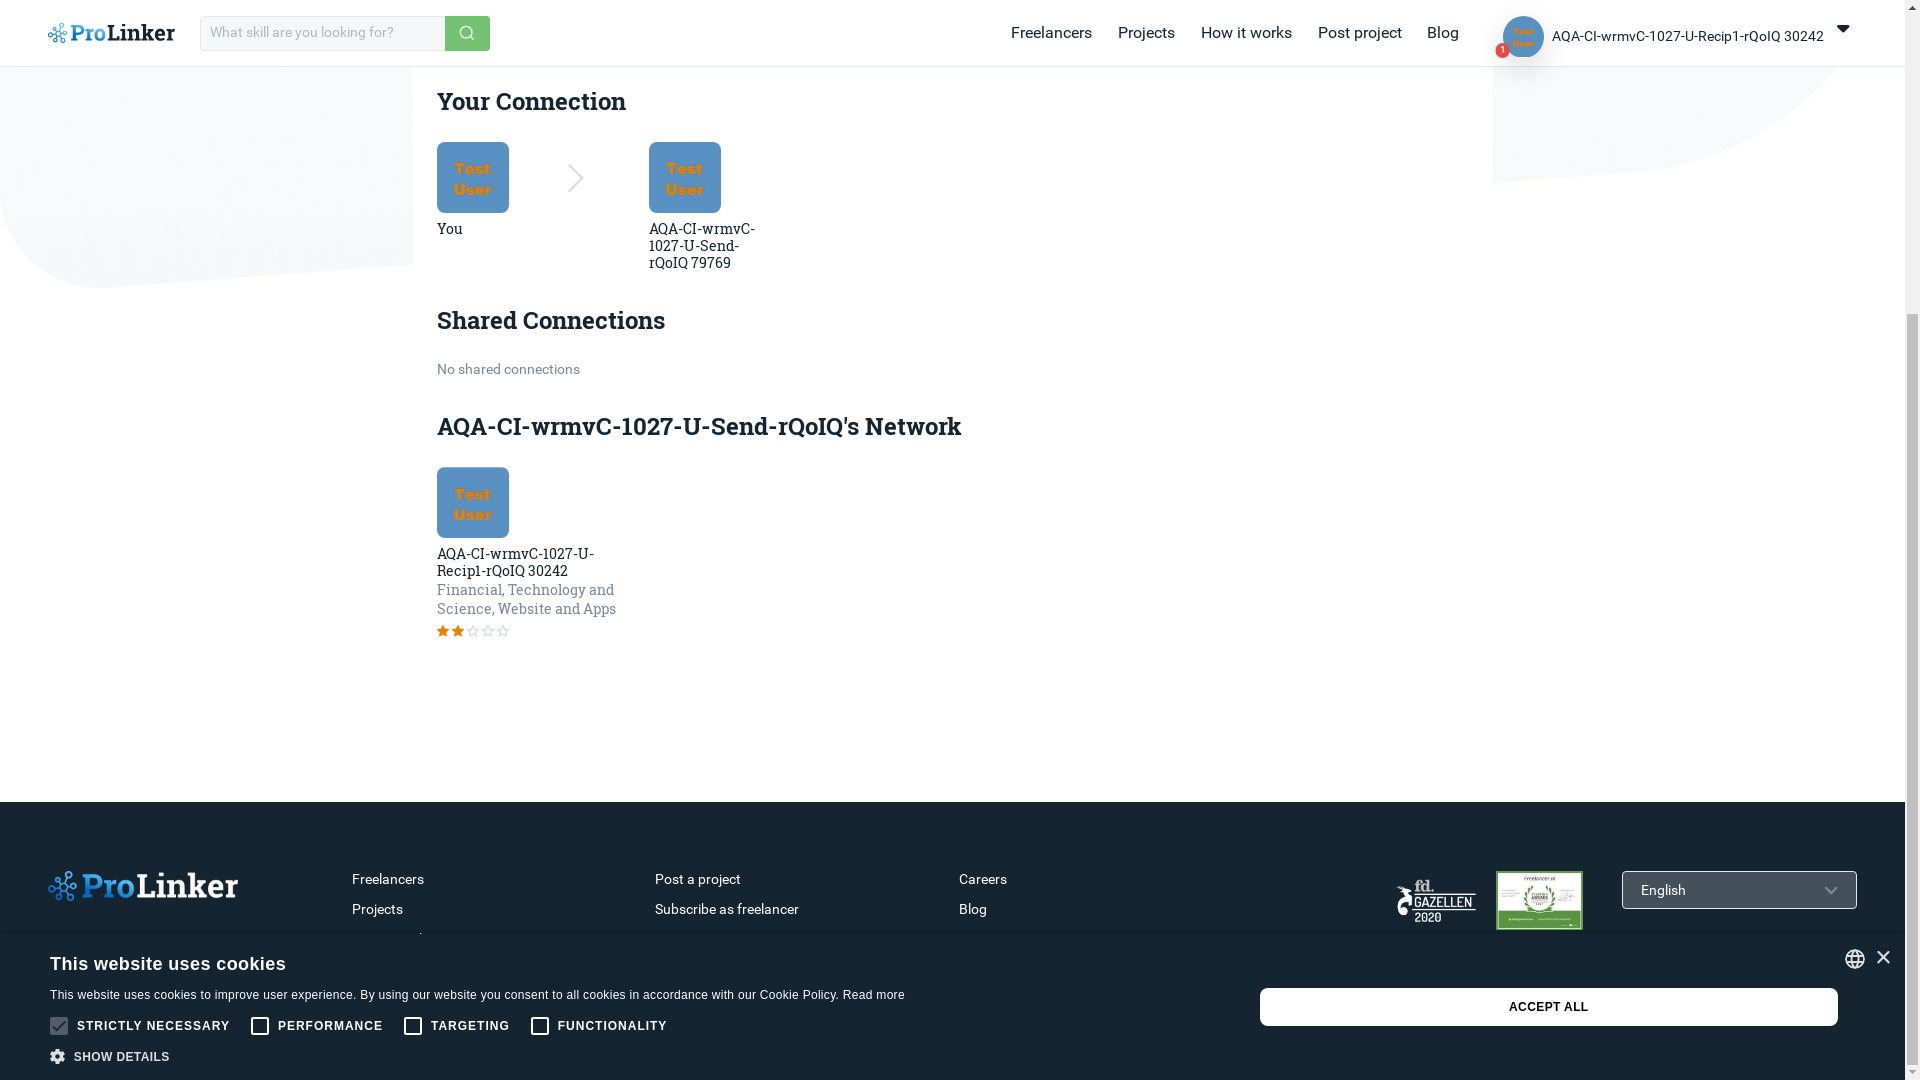 ProLinker
What skill are you looking for?
Freelancers
Projects
How it works
Post project
Blog
Test
User
1
AQA-CI-wrmvC-1027-U-Recip1-rQoIQ 30242
Your Connection
Test
User
Test
User
You
AQA-CI-wrmvC-
1027-U-Send-
rQoIQ 79769
Shared Connections
No shared connections
AQA-CI-wrmvC-1027-U-Send-rQoIQ's Network
Test
User
AQA-CI-wrmvC-1027-U-
Recip1-rQoIQ 30242
Financial, Technology and
Science, Website and Apps
ProLinker
Freelancers
Projects
Post a project
Subscribe as freelancer
Careers
Blog
fd.
GAZELLEN
2020
Freelancer.nl
English
This website uses cookies
This website uses cookies to improve user experience. By using our website you consent to all cookies in accordance with our Cookie Policy. Read more
STRICTLY NECESSARY
PERFORMANCE
TARGETING
FUNCTIONALITY
SHOW DETAILS
ACCEPT ALL
×